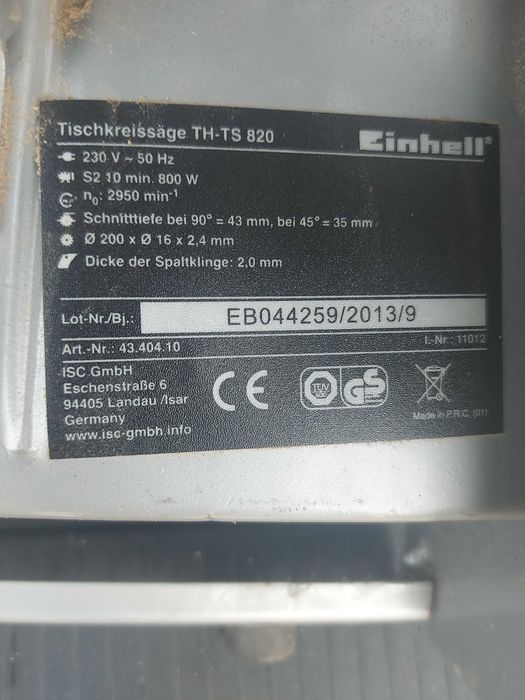 Tischkreissäge TH-TS 820
Einhell®
230 V ~ 50 Hz
S2 10 min. 800 W
n0: 2950 min-1
Schnitttiefe bei 90° = 43 mm, bei 45° = 35 mm
Ø 200 x Ø 16 x 2,4 mm
Dicke der Spaltklinge: 2,0 mm
Lot-Nr./Bj.: EB044259/2013/9
Art.-Nr.: 43.404.10
I.-Nr.: 11012
ISC GmbH
Eschenstraße 6
94405 Landau /Isar
Germany
www.isc-gmbh.info
CE
TÜV
GS
Made in P.R.C. (01)